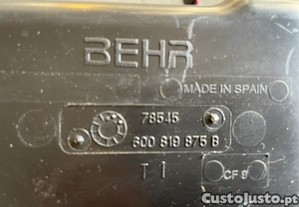 BEHR
MADE IN SPAIN
78545
6Q0 819 875 B
T 1
CF 9
CustoJusto.pt